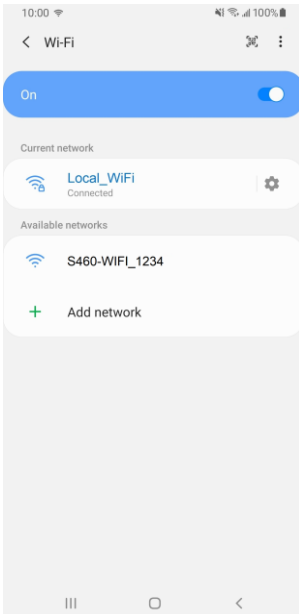 10:00 100%
Wi-Fi
On
Current network
Local_WiFi
Connected
Available networks
S460-WIFI_1234
Add network